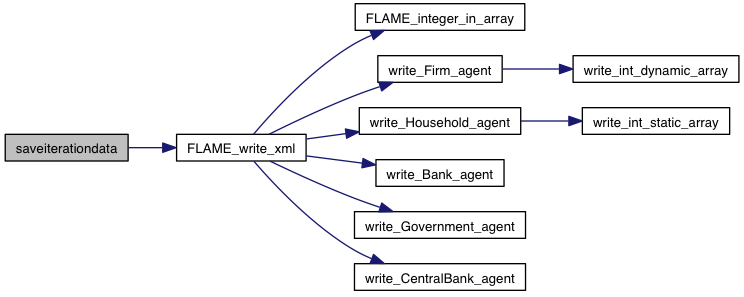 saveiterationdata
FLAME_write_xml
FLAME_integer_in_array
write_Firm_agent
write_int_dynamic_array
write_Household_agent
write_int_static_array
write_Bank_agent
write_Government_agent
write_CentralBank_agent